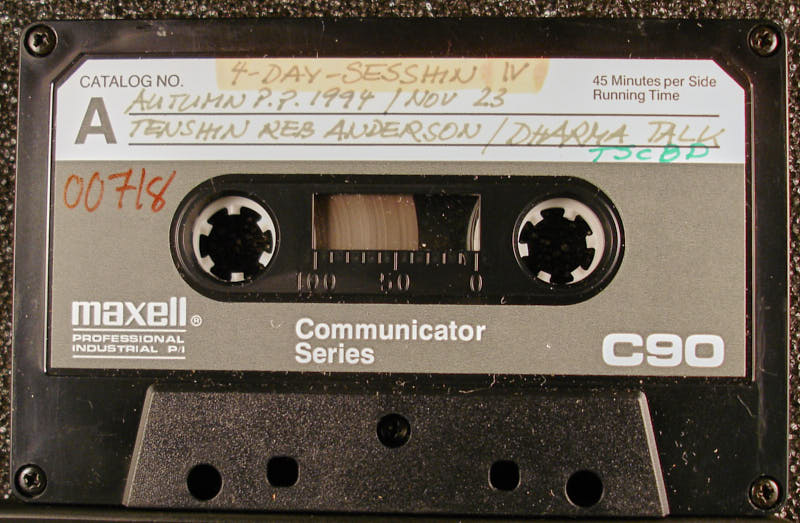 4-DAY-SESSHIN IV
CATALOG NO.
A
AUTUMN P.P. 1994 / NOV 23
45 Minutes per Side
Running Time
TENSHIN REB ANDERSON / DHARMA TALK
TSCBD
00718
100 50 0
maxell®
PROFESSIONAL
INDUSTRIAL P/I
Communicator
Series
C90